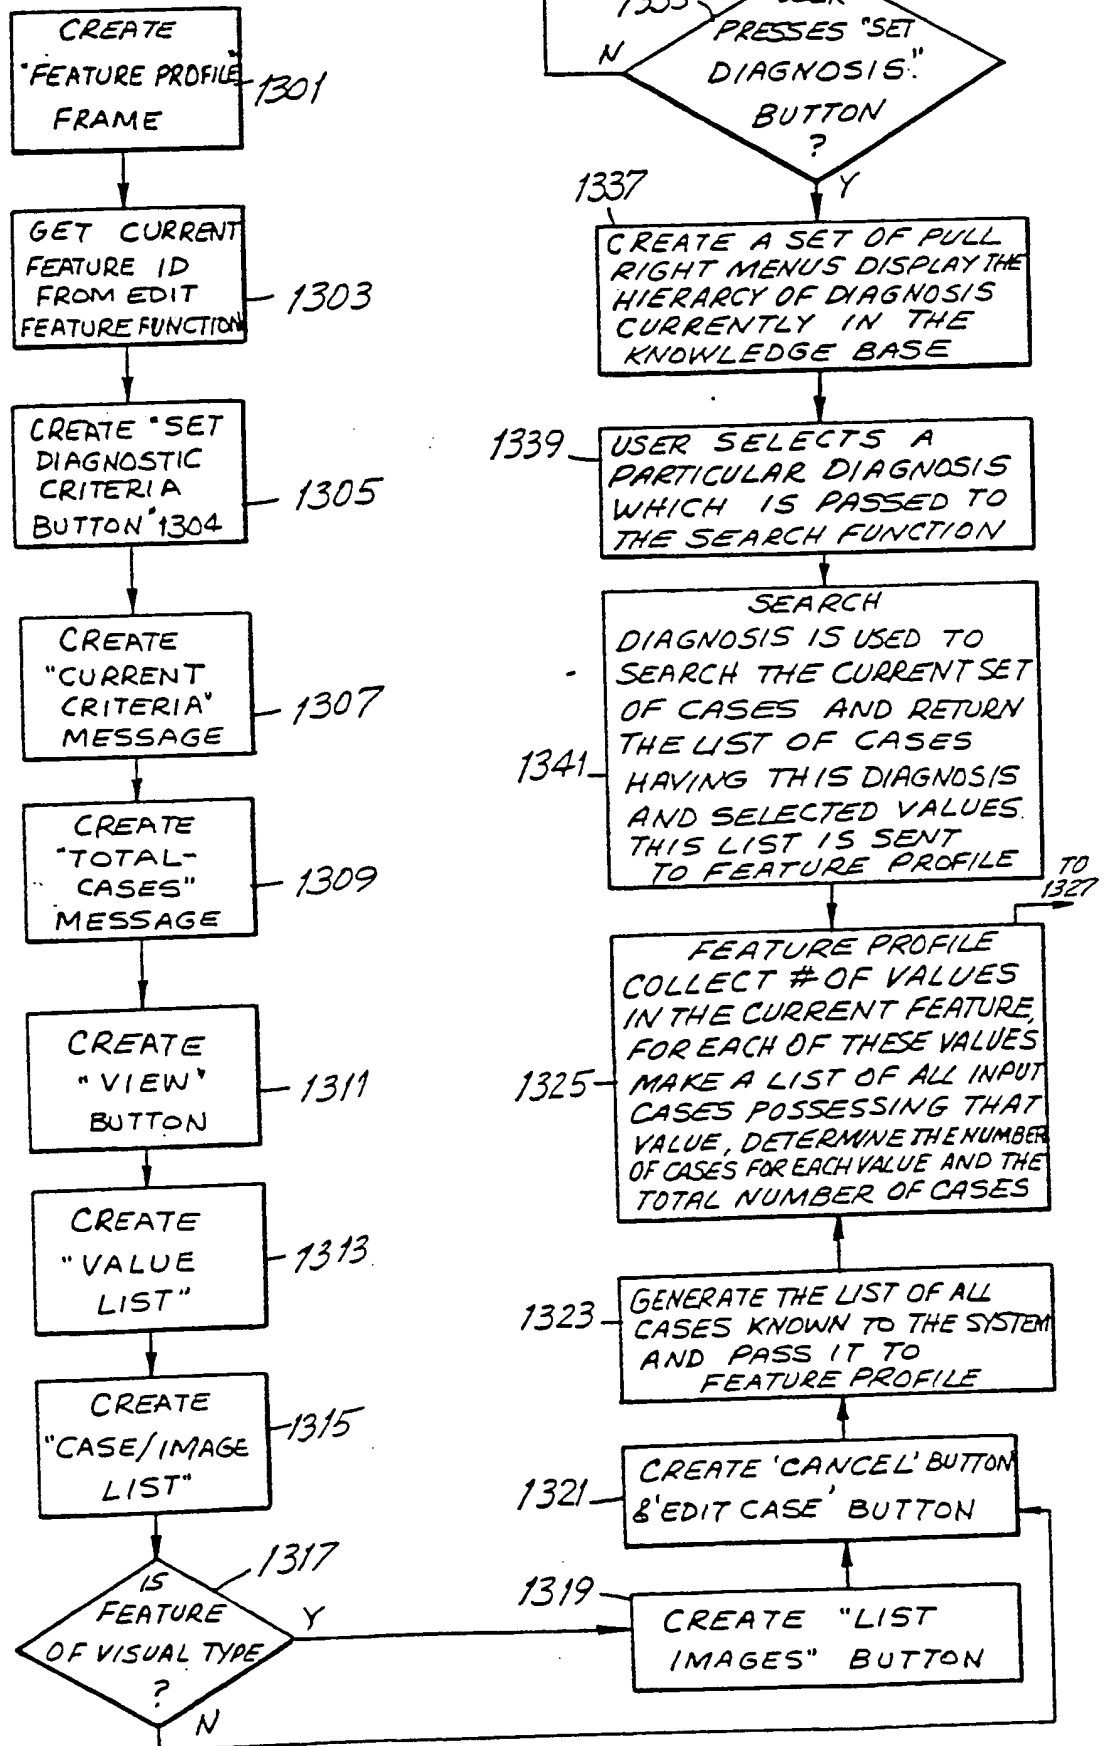 CREATE
"FEATURE PROFILE"
FRAME
1301
GET CURRENT
FEATURE ID
FROM EDIT
FEATURE FUNCTION
1303
CREATE "SET
DIAGNOSTIC
CRITERIA
BUTTON" 1304
1305
CREATE
"CURRENT
CRITERIA"
MESSAGE
1307
CREATE
"TOTAL-
CASES"
MESSAGE
1309
CREATE
"VIEW"
BUTTON
1311
CREATE
"VALUE
LIST"
1313
CREATE
"CASE/IMAGE
LIST"
1315
1317
IS
FEATURE
OF VISUAL TYPE
?
Y
N
PRESSES "SET
DIAGNOSIS"
BUTTON
?
N
Y
1337
CREATE A SET OF PULL
RIGHT MENUS DISPLAY THE
HIERARCY OF DIAGNOSIS
CURRENTLY IN THE
KNOWLEDGE BASE
1339
USER SELECTS A
PARTICULAR DIAGNOSIS
WHICH IS PASSED TO
THE SEARCH FUNCTION
SEARCH
DIAGNOSIS IS USED TO
SEARCH THE CURRENT SET
OF CASES AND RETURN
THE LIST OF CASES
HAVING THIS DIAGNOSIS
AND SELECTED VALUES.
THIS LIST IS SENT
TO FEATURE PROFILE
1341
TO
1327
FEATURE PROFILE
COLLECT # OF VALUES
IN THE CURRENT FEATURE,
FOR EACH OF THESE VALUES
MAKE A LIST OF ALL INPUT
CASES POSSESSING THAT
VALUE, DETERMINE THE NUMBER
OF CASES FOR EACH VALUE AND THE
TOTAL NUMBER OF CASES
1325
1323
GENERATE THE LIST OF ALL
CASES KNOWN TO THE SYSTEM
AND PASS IT TO
FEATURE PROFILE
1321
CREATE 'CANCEL' BUTTON
&'EDIT CASE' BUTTON
1319
CREATE "LIST
IMAGES" BUTTON